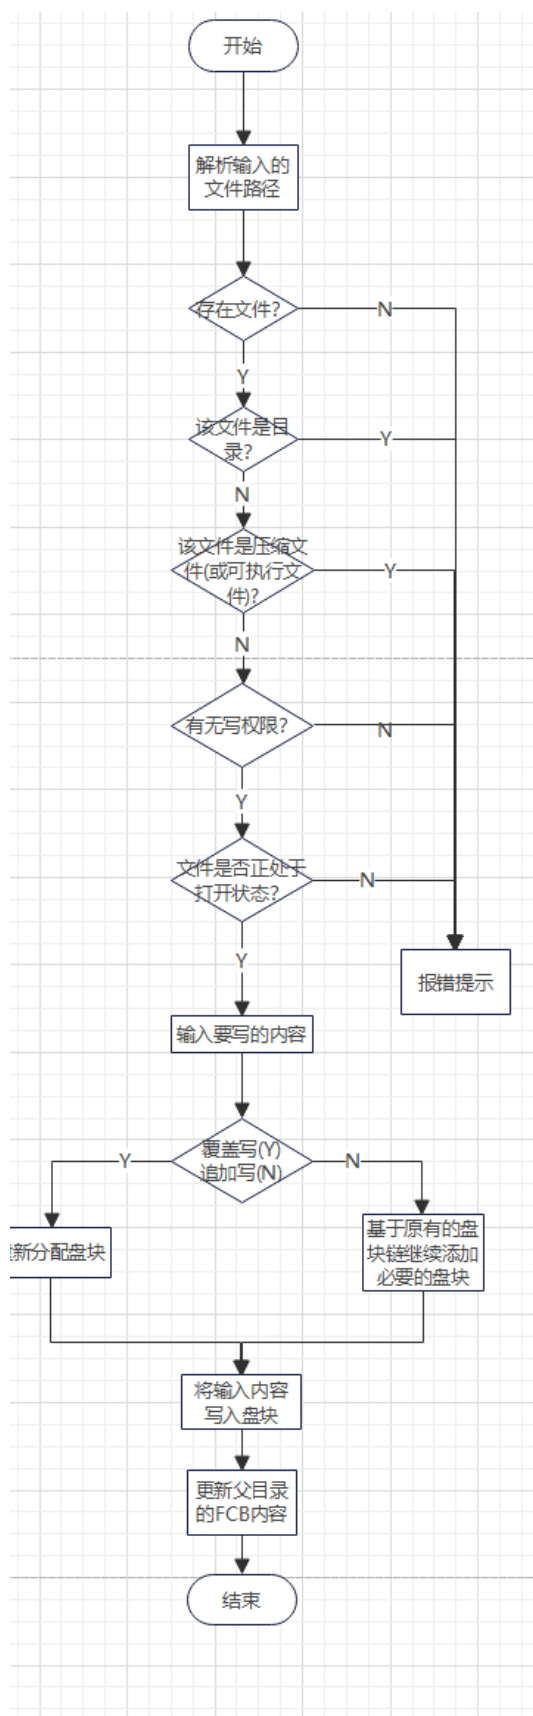 开始
解析输入的
文件路径
存在文件?
N
Y
该文件是目
录?
Y
N
该文件是压缩文
件(或可执行文
件)?
Y
N
有无写权限?
N
Y
文件是否正处于
打开状态?
N
Y
报错提示
输入要写的内容
覆盖写(Y)
追加写(N)
Y
N
新分配盘块
基于原有的盘
块链继续添加
必要的盘块
将输入内容
写入盘块
更新父目录
的FCB内容
结束